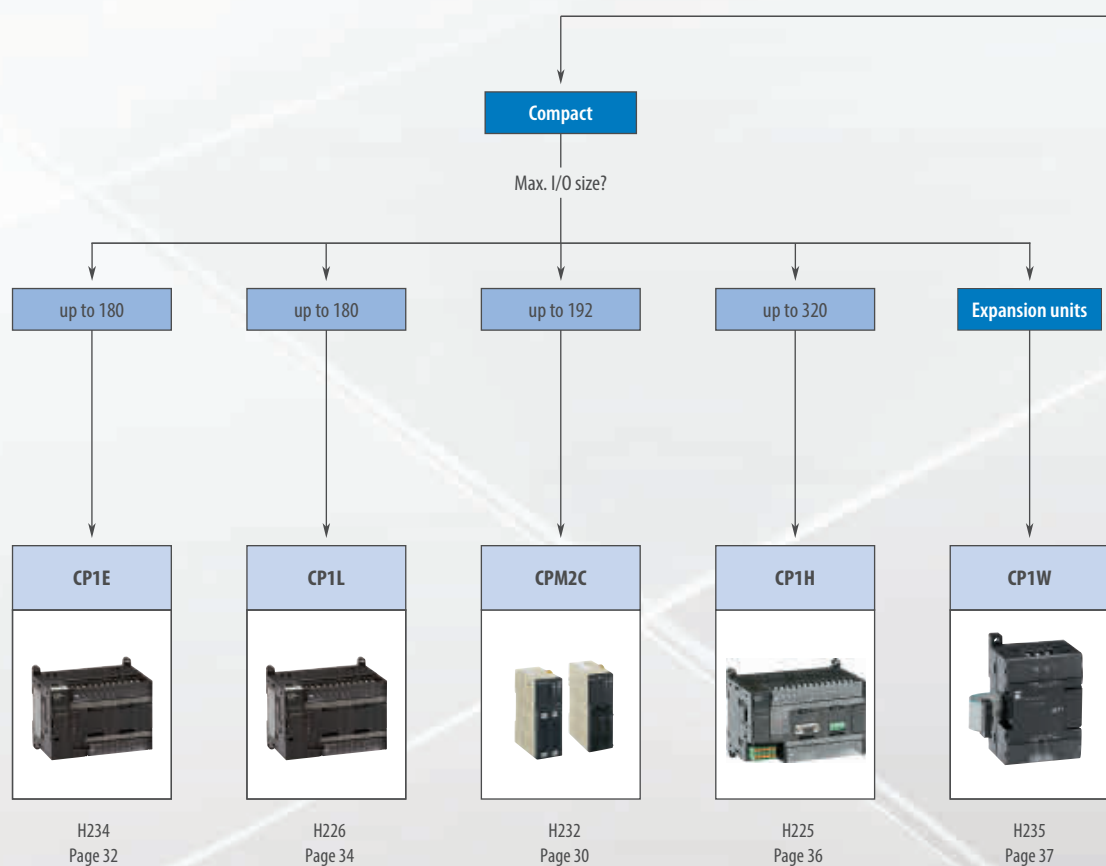 Compact
Max. I/O size?
up to 180
up to 180
up to 192
up to 320
Expansion units
CP1E
CP1L
CPM2C
CP1H
CP1W
H234
Page 32
H226
Page 34
H232
Page 30
H225
Page 36
H235
Page 37